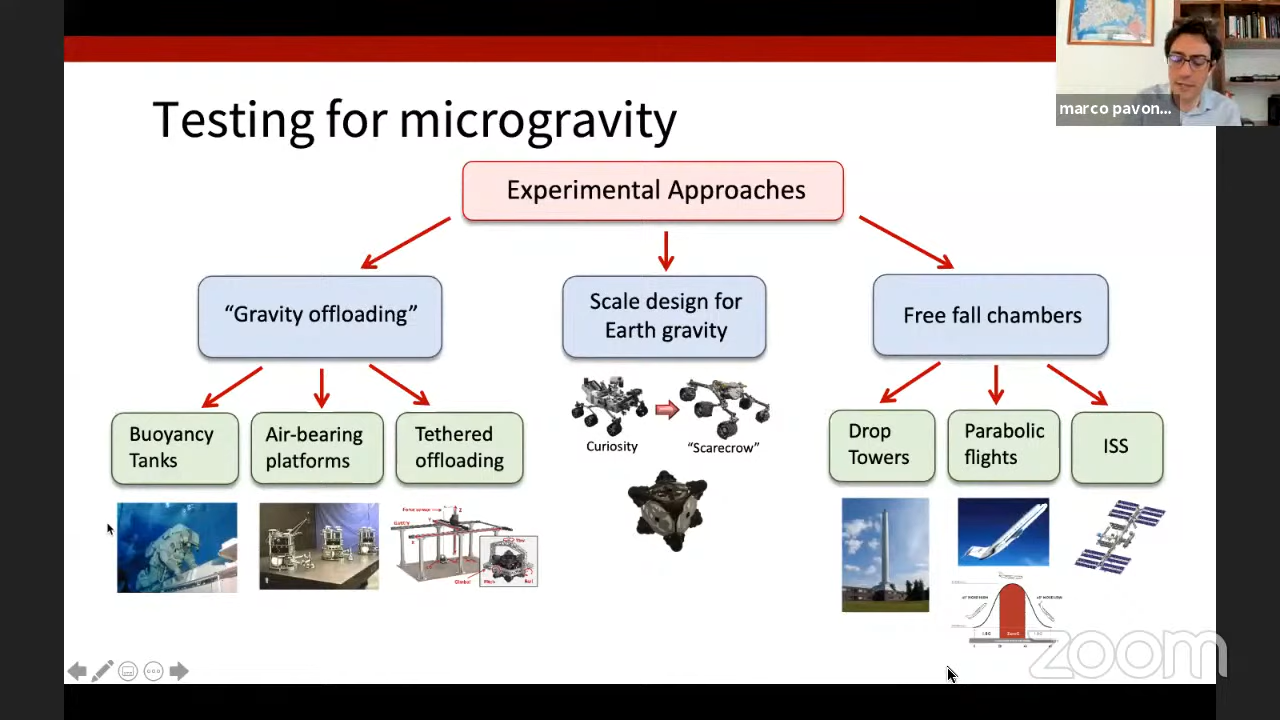 marco pavon...
Testing for microgravity
Experimental Approaches
“Gravity offloading”
Scale design for
Earth gravity
Free fall chambers
Buoyancy
Tanks
Air-bearing
platforms
Tethered
offloading
Curiosity
“Scarecrow”
Drop
Towers
Parabolic
flights
ISS
zoom